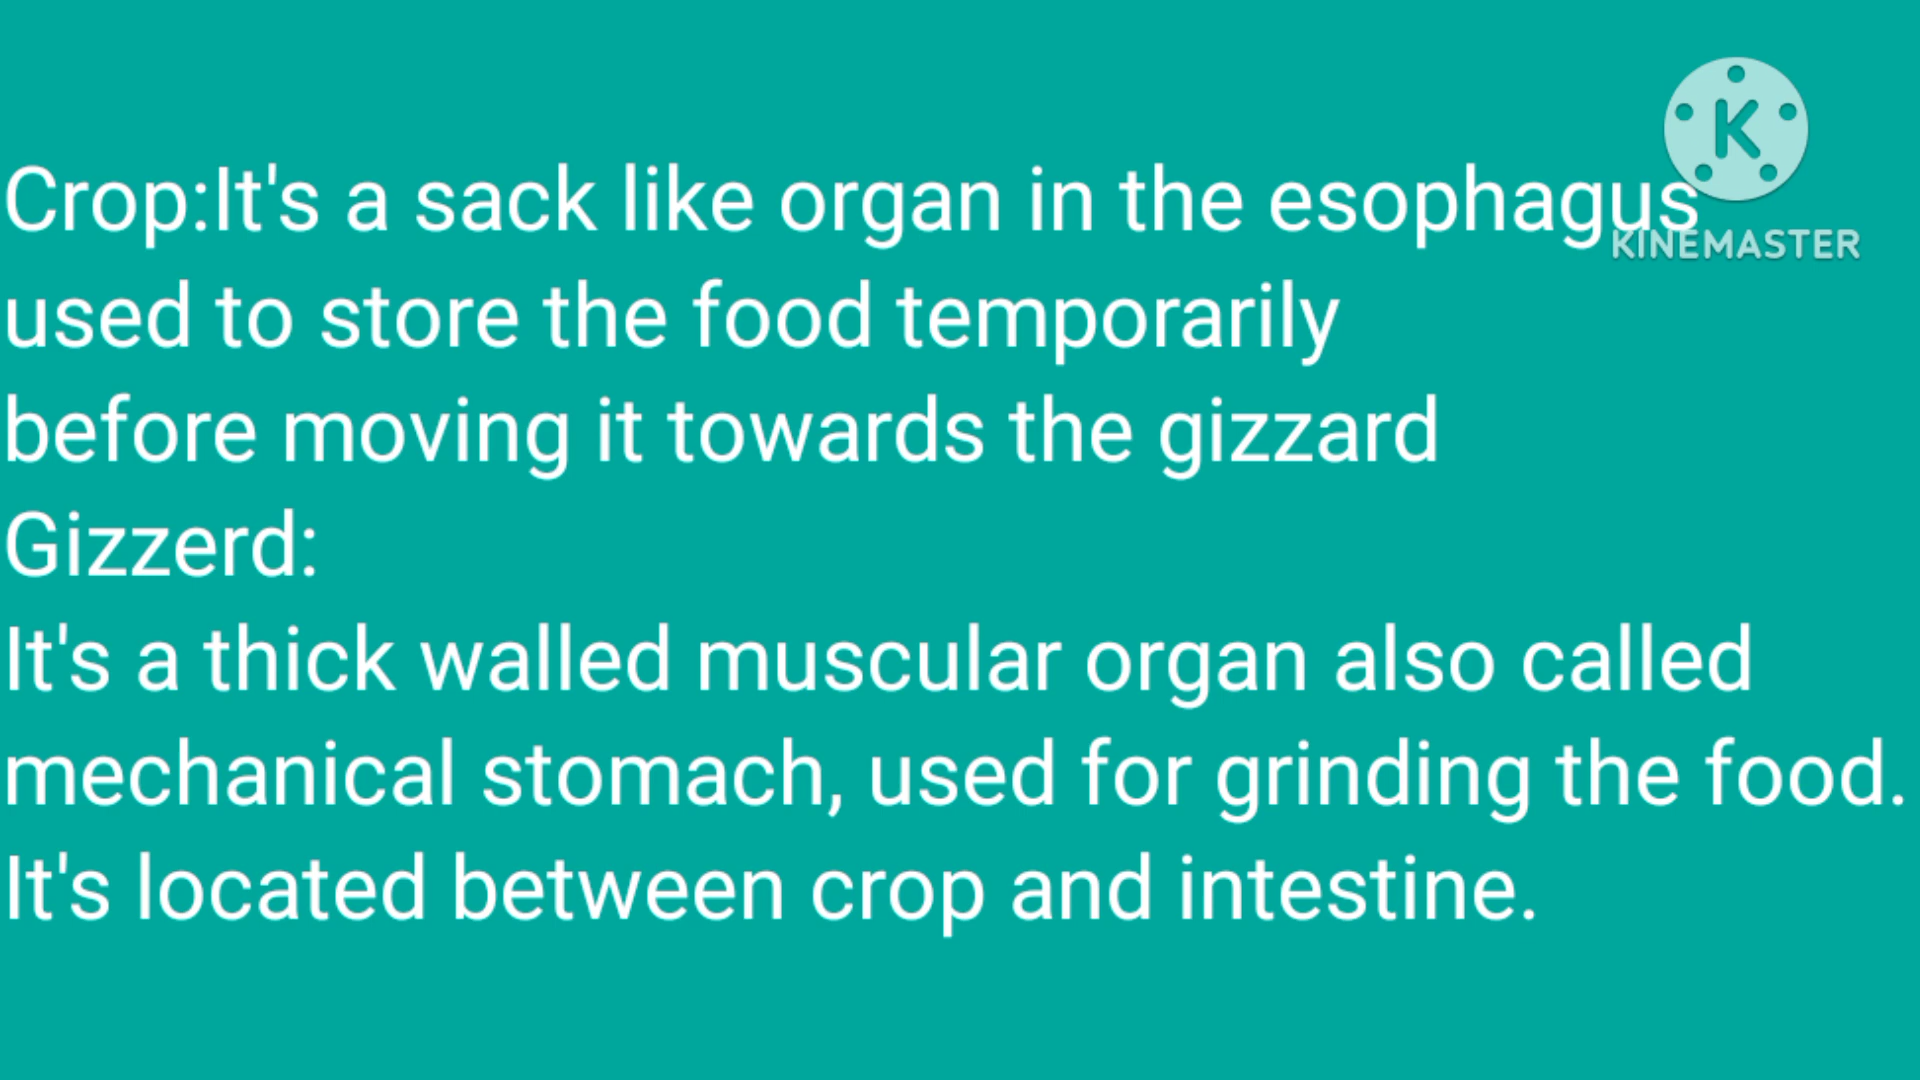 Crop:It's a sack like organ in the esophagus
K
KINEMASTER
used to store the food temporarily
before moving it towards the gizzard
Gizzerd:
It's a thick walled muscular organ also called
mechanical stomach, used for grinding the food.
It's located between crop and intestine.